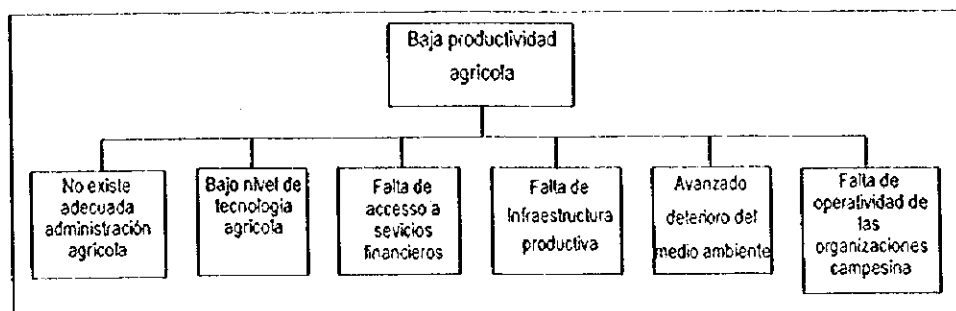 Baja productividad
agrícola
No existe
adecuada
administración
agrícola
Bajo nivel de
tecnología
agrícola
Falta de
accesso a
sevicios
financieros
Falta de
Infraestructura
productiva
Avanzado
deterioro del
medio ambiente
Falta de
operatividad de
las
organizaciones
campesina